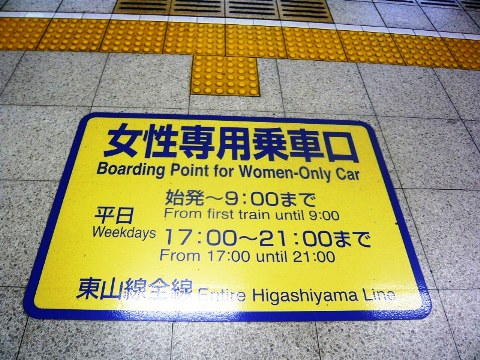 女性専用乗車口
Boarding Point for Women-Only Car
始発～9:00まで
From first train until 9:00
平日
Weekdays
17:00～21:00まで
From 17:00 until 21:00
東山線全線 Entire Higashiyama Line